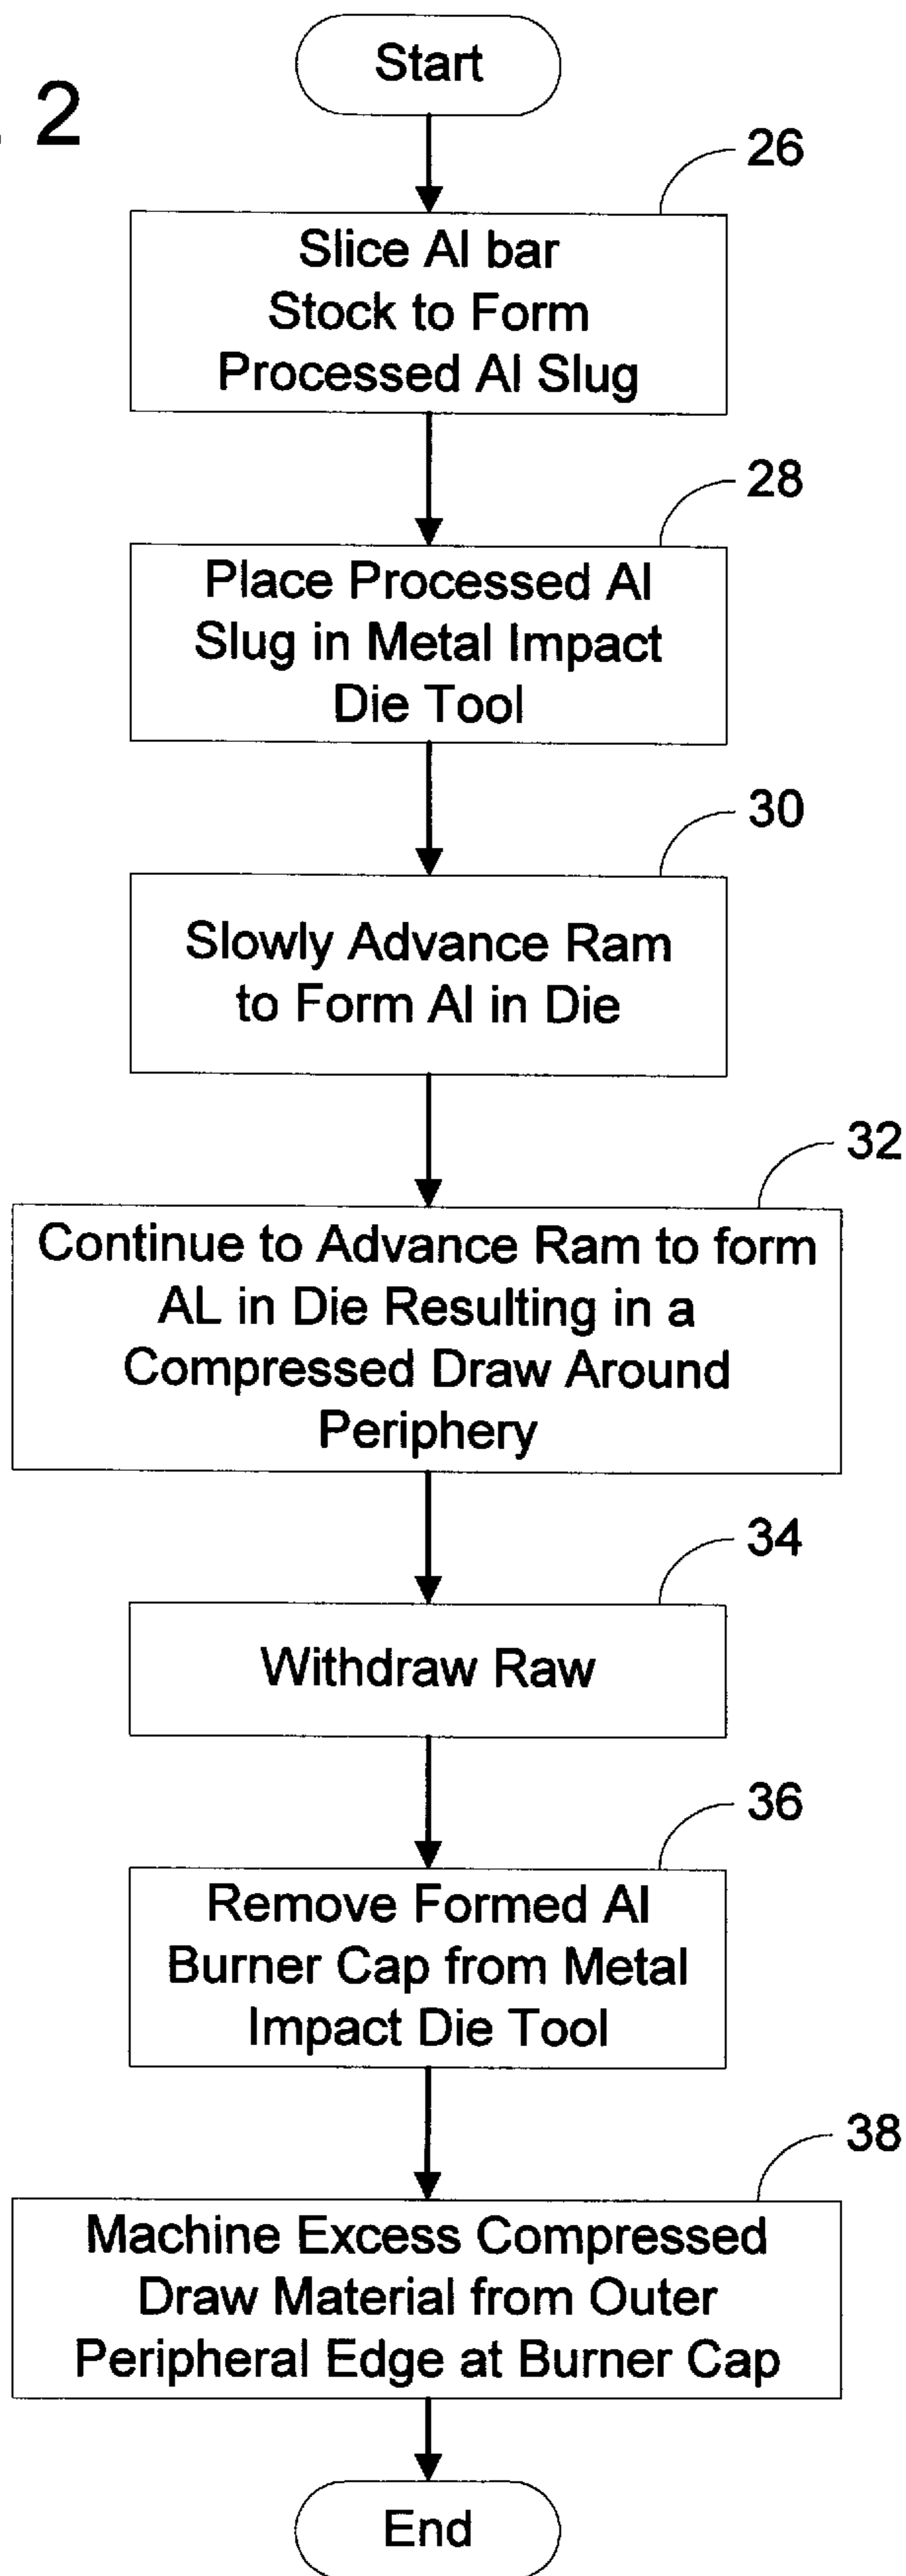 . 2
Start
26
Slice Al bar
Stock to Form
Processed Al Slug
28
Place Processed Al
Slug in Metal Impact
Die Tool
30
Slowly Advance Ram
to Form Al in Die
32
Continue to Advance Ram to form
AL in Die Resulting in a
Compressed Draw Around
Periphery
34
Withdraw Raw
36
Remove Formed Al
Burner Cap from Metal
Impact Die Tool
38
Machine Excess Compressed
Draw Material from Outer
Peripheral Edge at Burner Cap
End